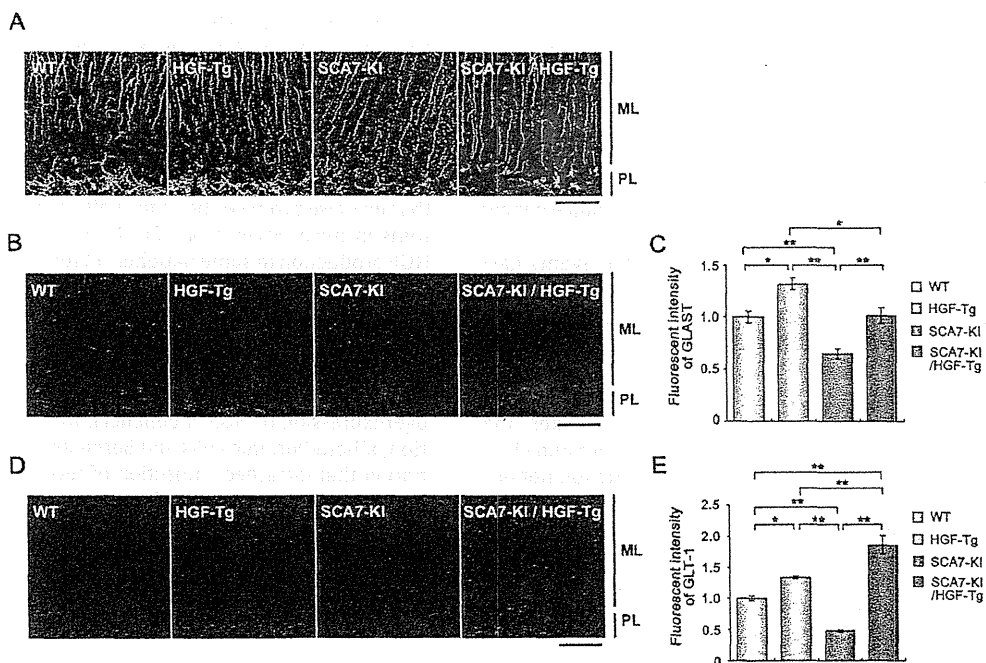 A
WT HGF-Tg SCA7-KI SCA7-KI / HGF-Tg
ML
PL
B
WT HGF-Tg SCA7-KI SCA7-KI / HGF-Tg
ML
PL
C
Fluorescent intensity
of GLAST
1.5
1.0
0.5
0
* ** ** ** *
WT
HGF-Tg
SCA7-KI
SCA7-KI
/HGF-Tg
D
WT HGF-Tg SCA7-KI SCA7-KI / HGF-Tg
ML
PL
E
Fluorescent intensity
of GLT-1
2.0
1.5
1.0
0.5
0
** ** ** * ** **
WT
HGF-Tg
SCA7-KI
SCA7-KI
/HGF-Tg